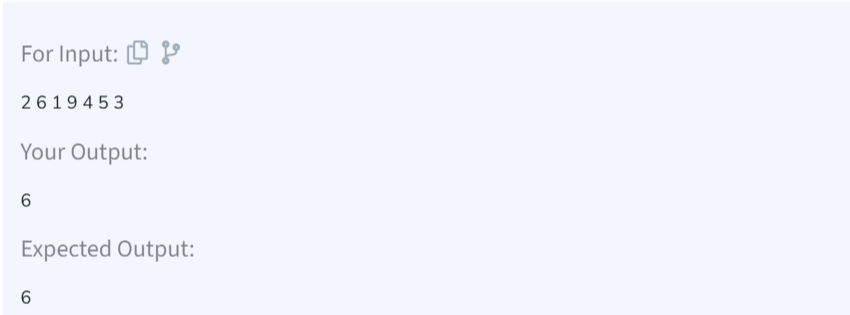 For Input:
2 6 1 9 4 5 3
Your Output:
6
Expected Output:
6